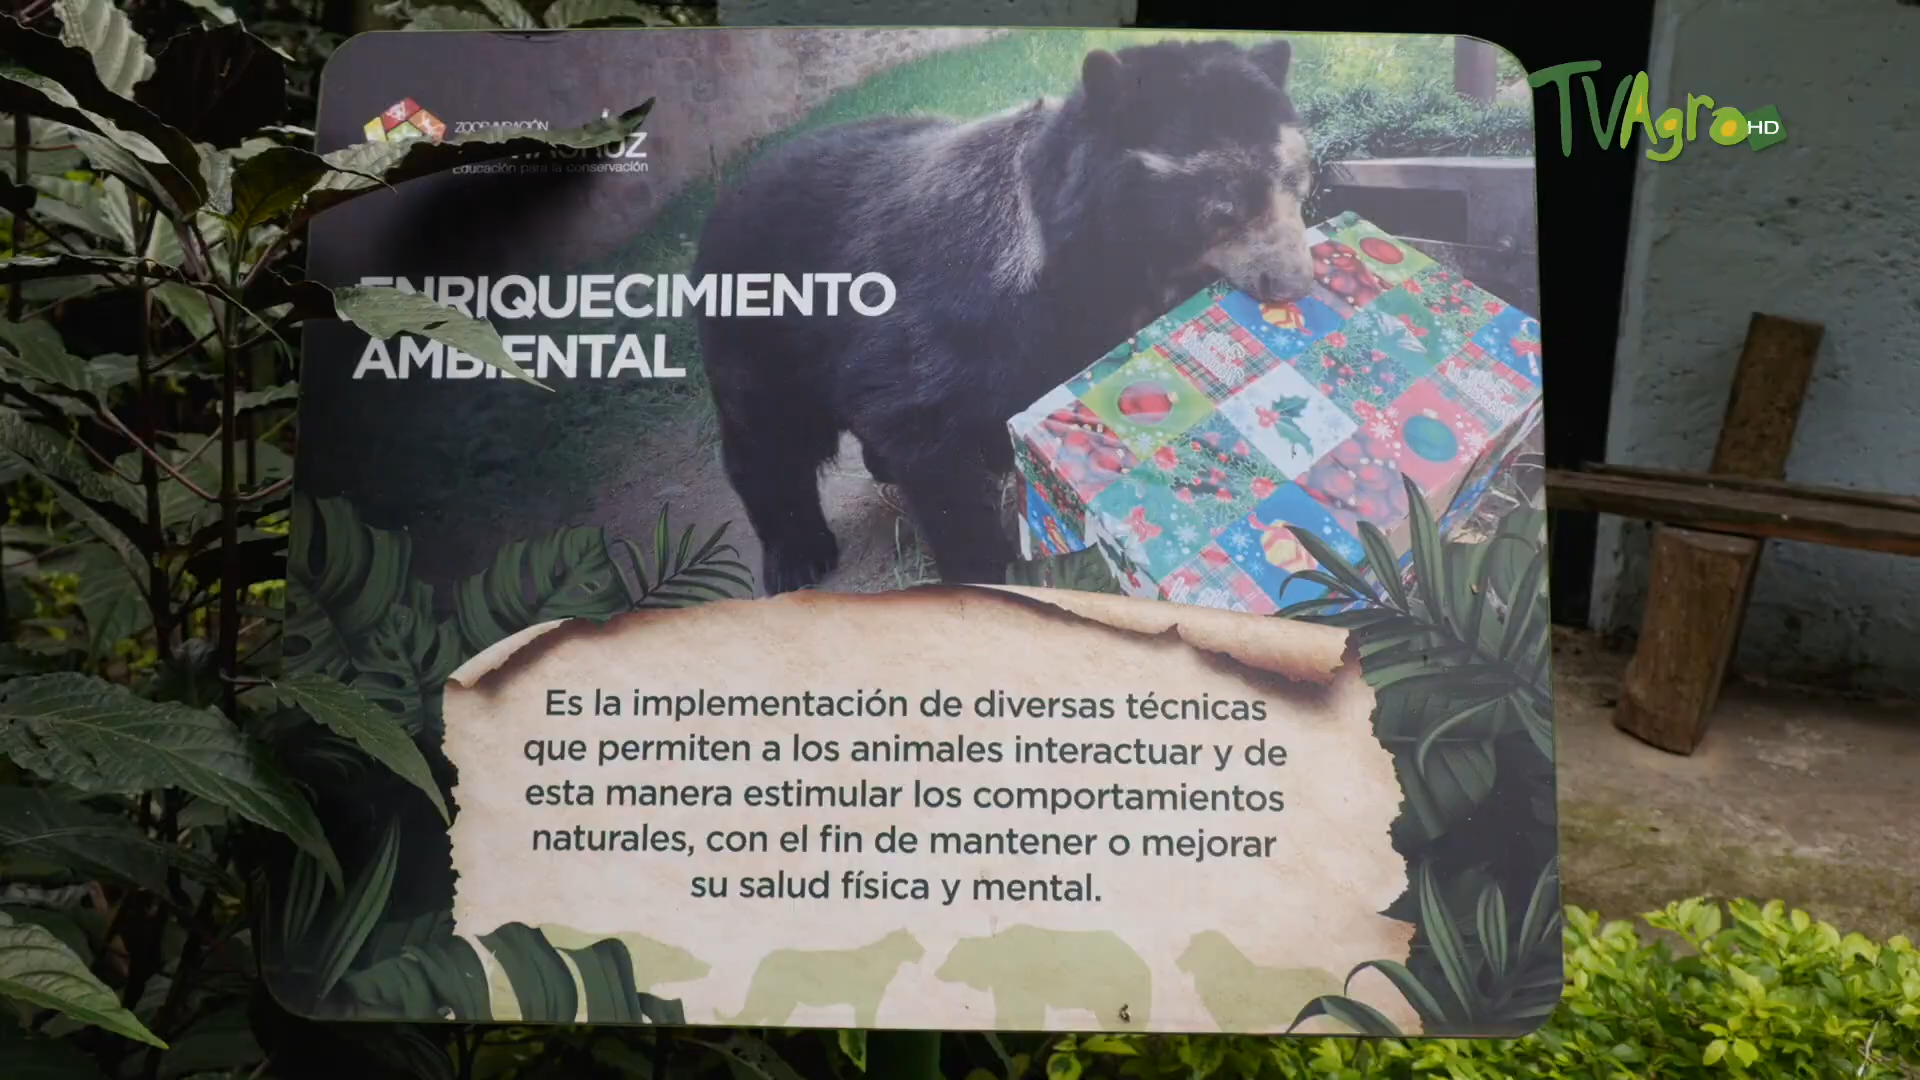 TVAgro HD
Educación para la conservación
ENRIQUECIMIENTO
AMBIENTAL
Es la implementación de diversas técnicas
que permiten a los animales interactuar y de
esta manera estimular los comportamientos
naturales, con el fin de mantener o mejorar
su salud física y mental.